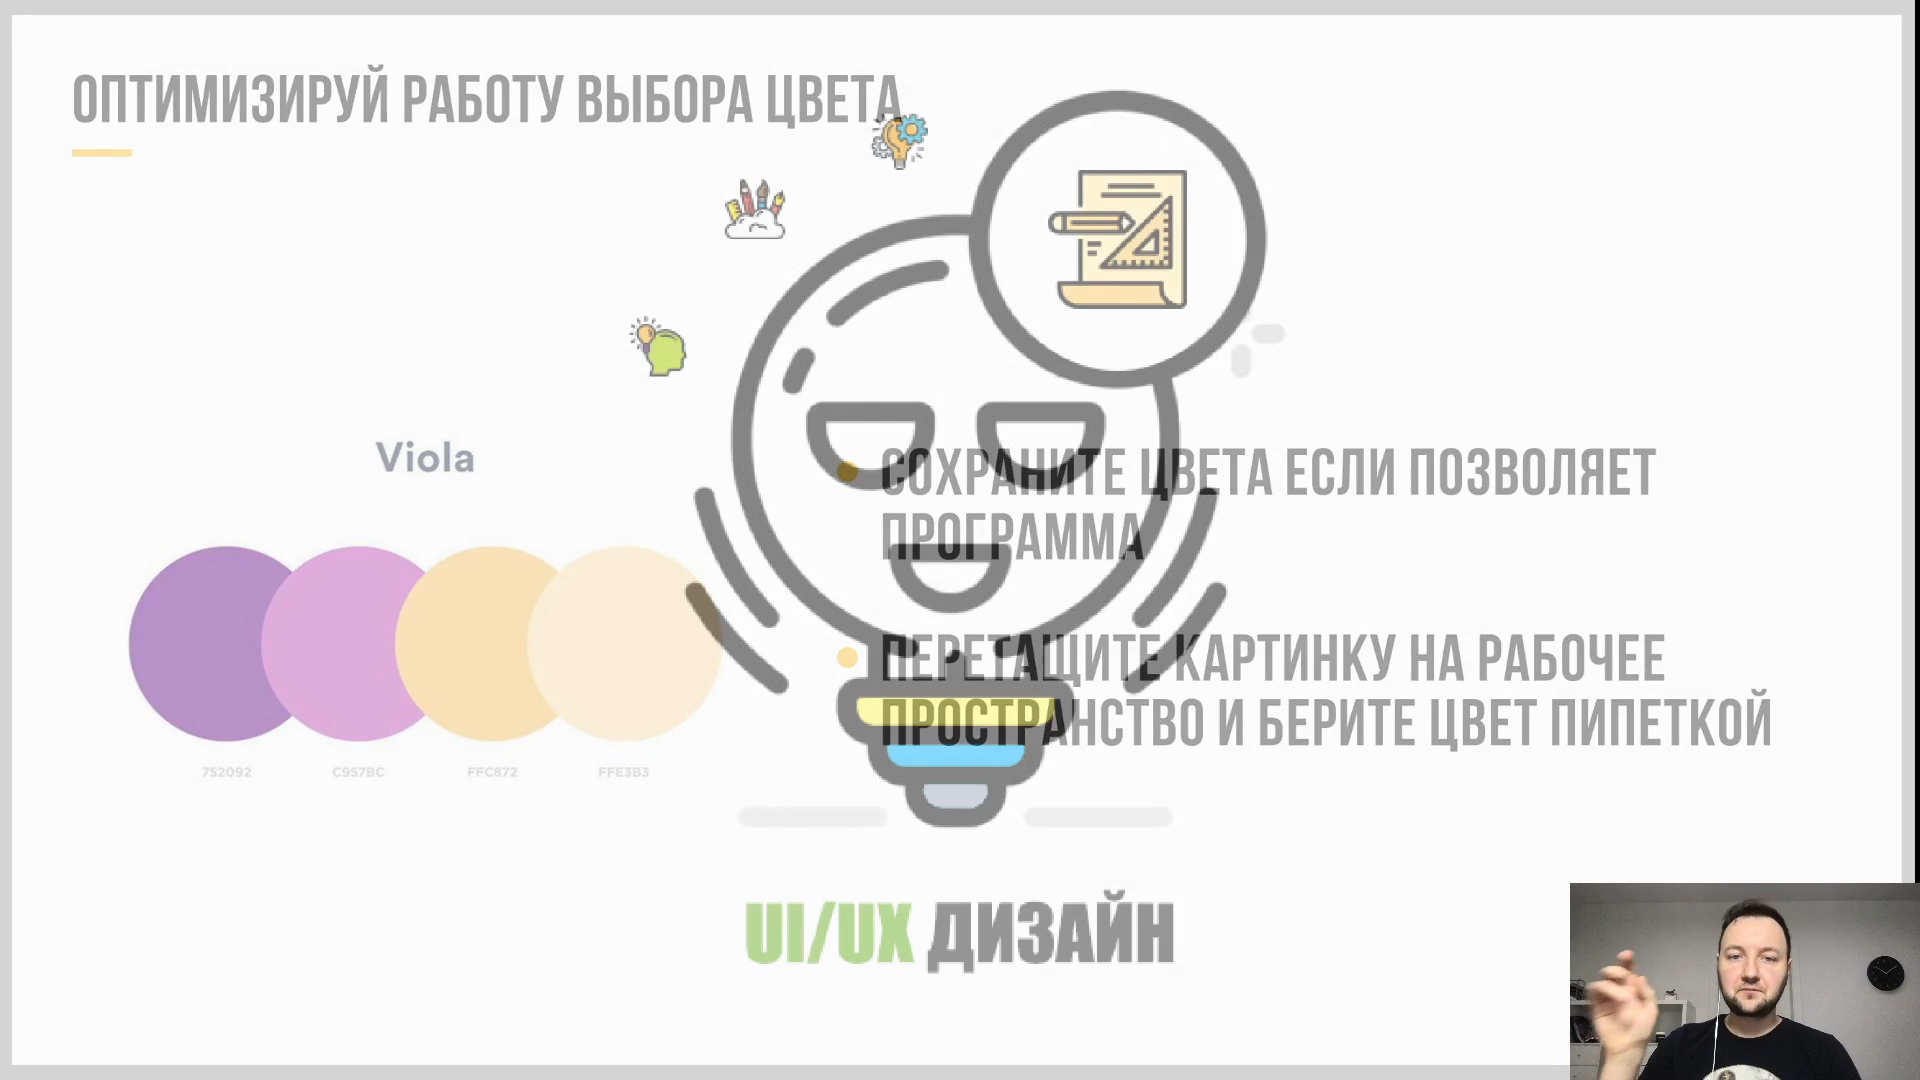 ОПТИМИЗИРУЙ РАБОТУ ВЫБОРА ЦВЕТА
Viola
752092
C957BC
FFC872
FFE3B3
СОХРАНИТЕ ЦВЕТА ЕСЛИ ПОЗВОЛЯЕТ
ПРОГРАММА
ПЕРЕТАЩИТЕ КАРТИНКУ НА РАБОЧЕЕ
ПРОСТРАНСТВО И БЕРИТЕ ЦВЕТ ПИПЕТКОЙ
UI/UX ДИЗАЙН